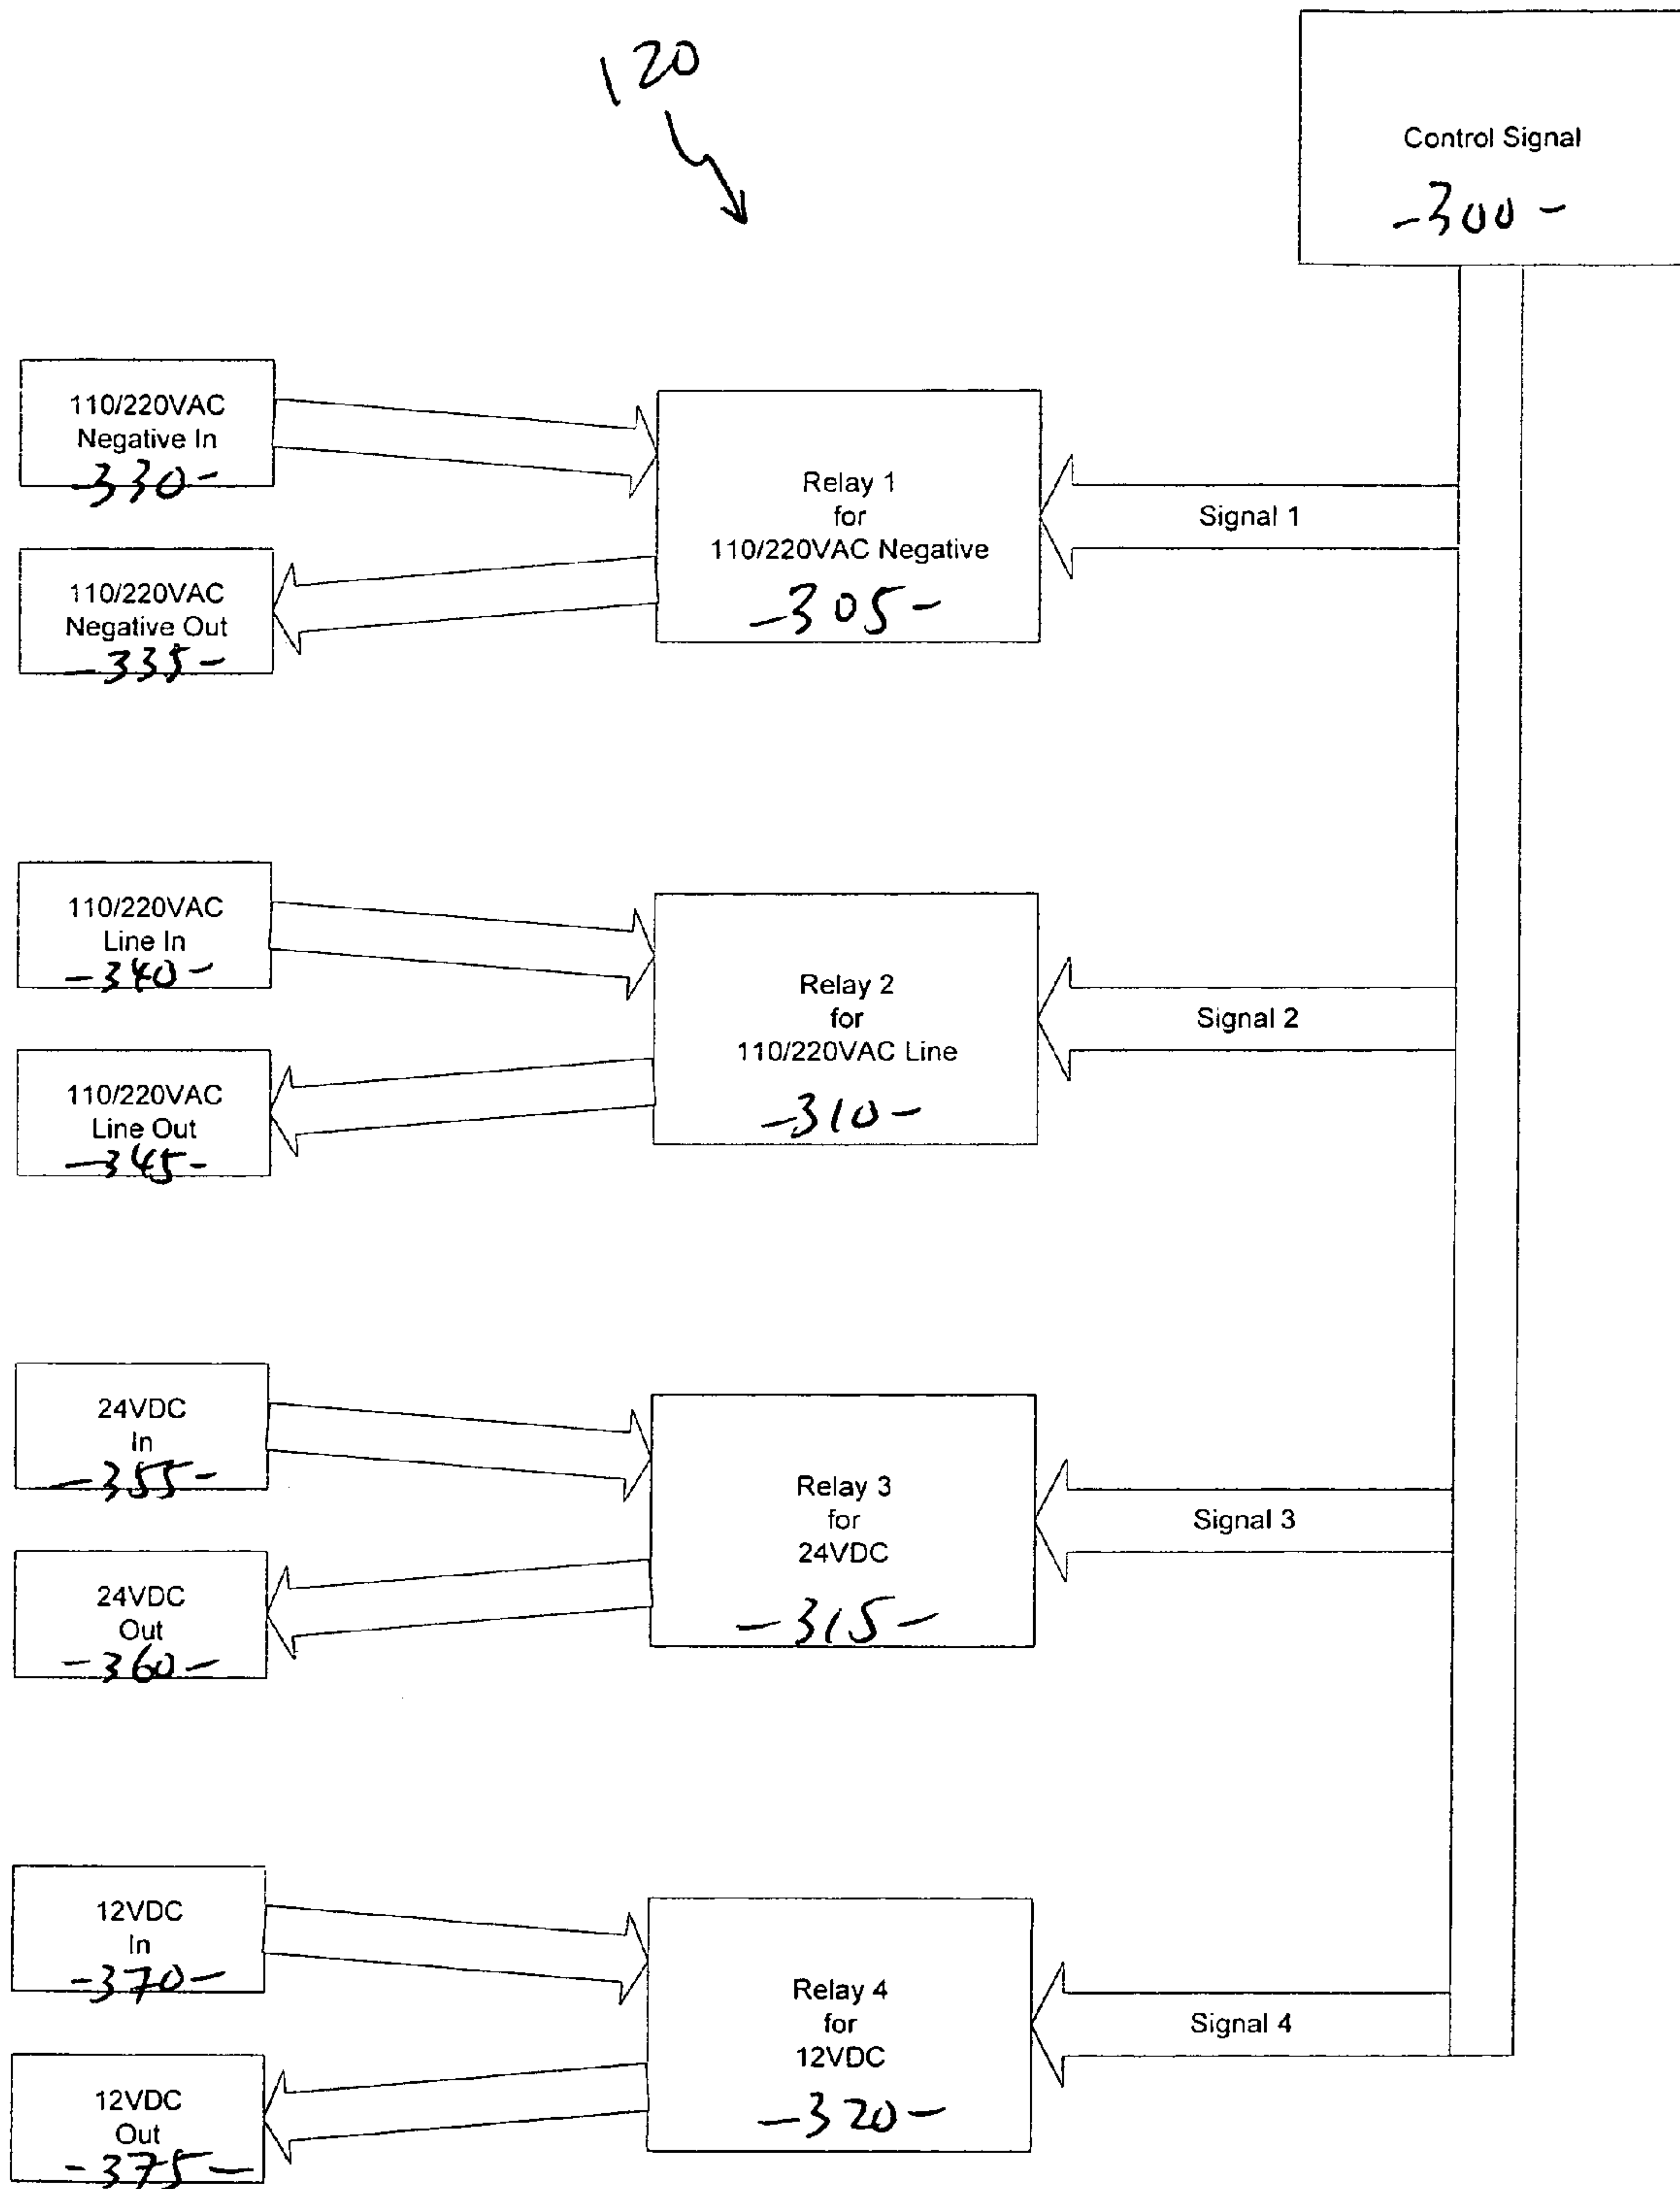 120
Control Signal
-300-
110/220VAC
Negative In
-330-
Relay 1
for
110/220VAC Negative
-305-
Signal 1
110/220VAC
Negative Out
-335-
110/220VAC
Line In
-340-
Relay 2
for
110/220VAC Line
-310-
Signal 2
110/220VAC
Line Out
-345-
24VDC
In
-355-
Relay 3
for
24VDC
-315-
Signal 3
24VDC
Out
-360-
12VDC
In
-370-
Relay 4
for
12VDC
-320-
Signal 4
12VDC
Out
-375-